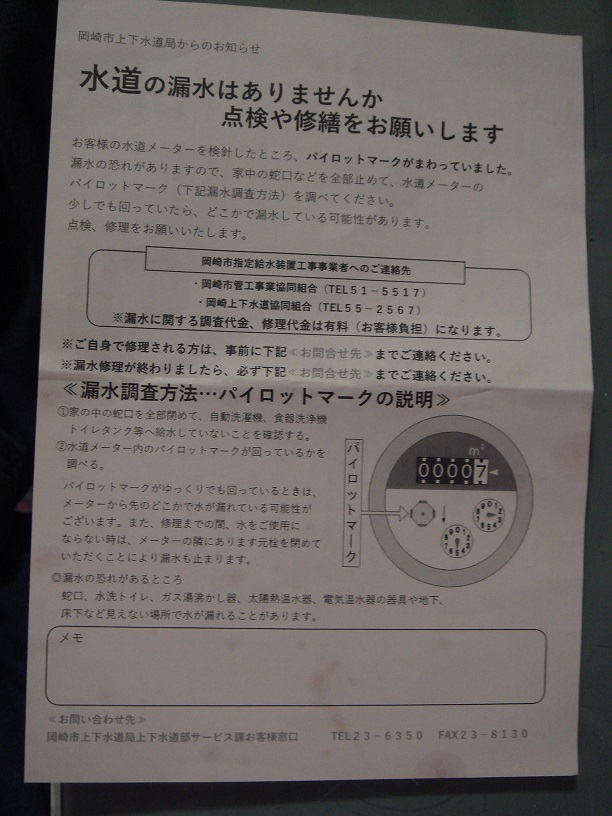 岡崎市上下水道局からのお知らせ
水道の漏水はありませんか
点検や修繕をお願いします
お客様の水道メーターを検針したところ、パイロットマークがまわっていました。
漏水の恐れがありますので、家中の蛇口などを全部止めて、水道メーターの
パイロットマーク（下記漏水調査方法）を調べてください。
少しでも回っていたら、どこかで漏水している可能性があります。
点検、修理をお願いいたします。
岡崎市指定給水装置工事事業者へのご連絡先
・岡崎市管工事業協同組合（TEL51－5517）
・岡崎上下水道協同組合（TEL55－2567）
※漏水に関する調査代金、修理代金は有料（お客様負担）になります。
※ご自身で修理される方は、事前に下記≪お問合せ先≫までご連絡ください。
※漏水修理が終わりましたら、必ず下記≪お問合せ先≫までご連絡ください。
≪漏水調査方法…パイロットマークの説明≫
①家の中の蛇口を全部閉めて、自動洗濯機、食器洗浄機
トイレタンク等へ給水していないことを確認する。
②水道メーター内のパイロットマークが回っているかを
調べる。
パイロットマークがゆっくりでも回っているときは、
メーターから先のどこかで水が漏れている可能性が
ございます。また、修理までの間、水をご使用に
ならない時は、メーターの隣にあります元栓を閉めて
いただくことにより漏水も止まります。
パイロットマーク
m³
00007
◎漏水の恐れがあるところ
蛇口、水洗トイレ、ガス湯沸かし器、太陽熱温水器、電気温水器の器具や地下、
床下など見えない場所で水が漏れることがあります。
メモ
≪お問い合わせ先≫
岡崎市上下水道局上下水道部サービス課お客様窓口 TEL23－6350 FAX23－8130